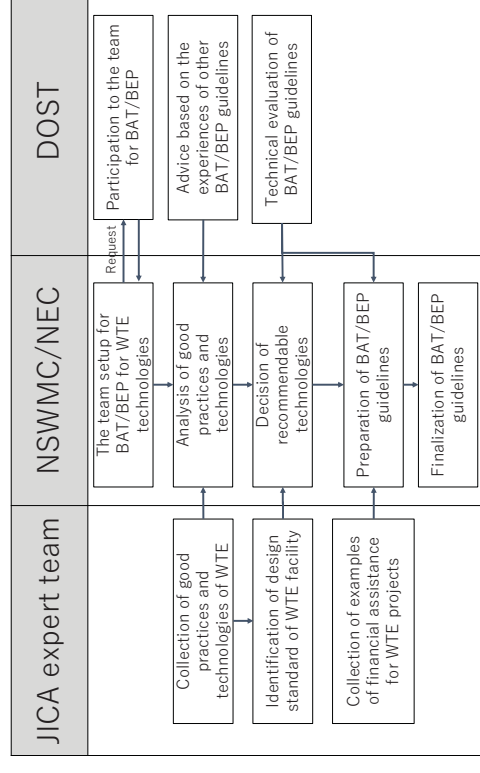 JICA expert team
NSWMC/NEC
DOST
The team setup for
BAT/BEP for WTE
technologies
Request
Participation to the team
for BAT/BEP
Collection of good
practices and
technologies of WTE
Analysis of good
practices and
technologies
Advice based on the
experiences of other
BAT/BEP guidelines
Identification of design
standard of WTE facility
Decision of
recommendable
technologies
Technical evaluation of
BAT/BEP guidelines
Collection of examples
of financial assistance
for WTE projects
Preparation of BAT/BEP
guidelines
Finalization of BAT/BEP
guidelines